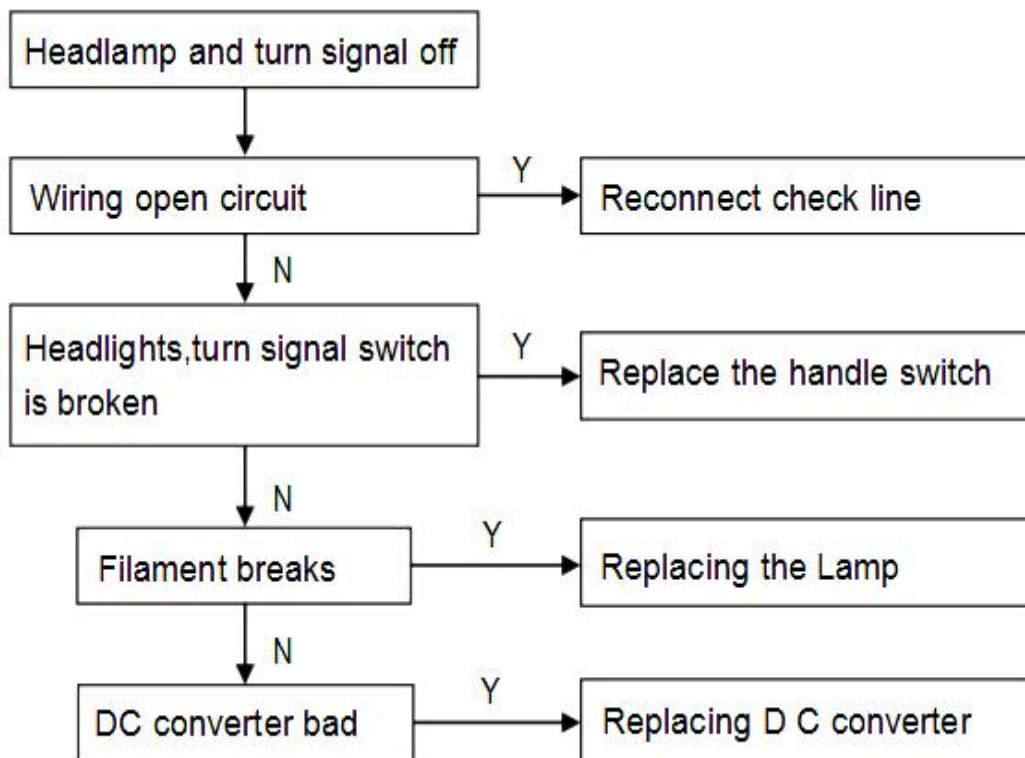 Headlamp and turn signal off
Wiring open circuit
Y
Reconnect check line
N
Headlights,turn signal switch
is broken
Y
Replace the handle switch
N
Filament breaks
Y
Replacing the Lamp
N
DC converter bad
Y
Replacing D C converter